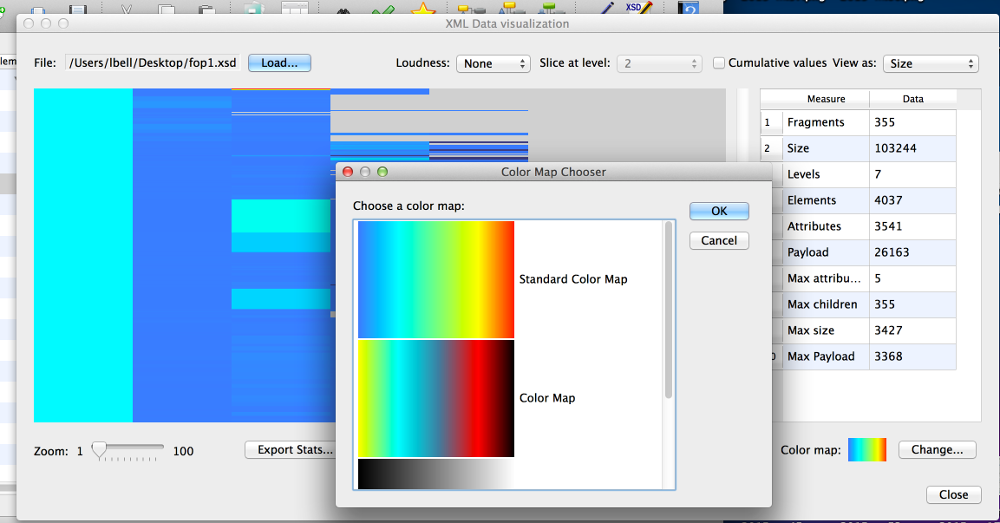 XSD
XML Data visualization
lem
File: /Users/lbell/Desktop/fop1.xsd Load... Loudness: None Slice at level: 2 Cumulative values View as: Size
Measure Data
1 Fragments 355
2 Size 103244
Levels 7
Elements 4037
Attributes 3541
Payload 26163
Max attribu... 5
Max children 355
Max size 3427
0 Max Payload 3368
Color Map Chooser
Choose a color map:
OK
Cancel
Standard Color Map
Color Map
Zoom: 1 100 Export Stats... Color map: Change...
Close